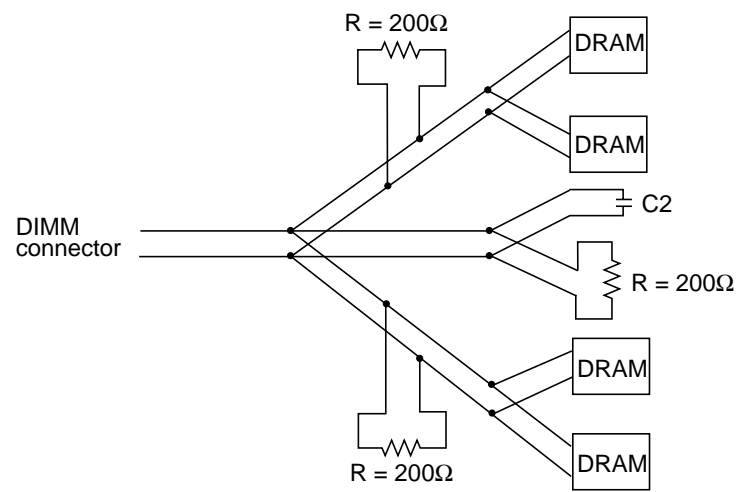 R = 200Ω
DRAM
DRAM
C2
DIMM
connector
R = 200Ω
DRAM
DRAM
R = 200Ω